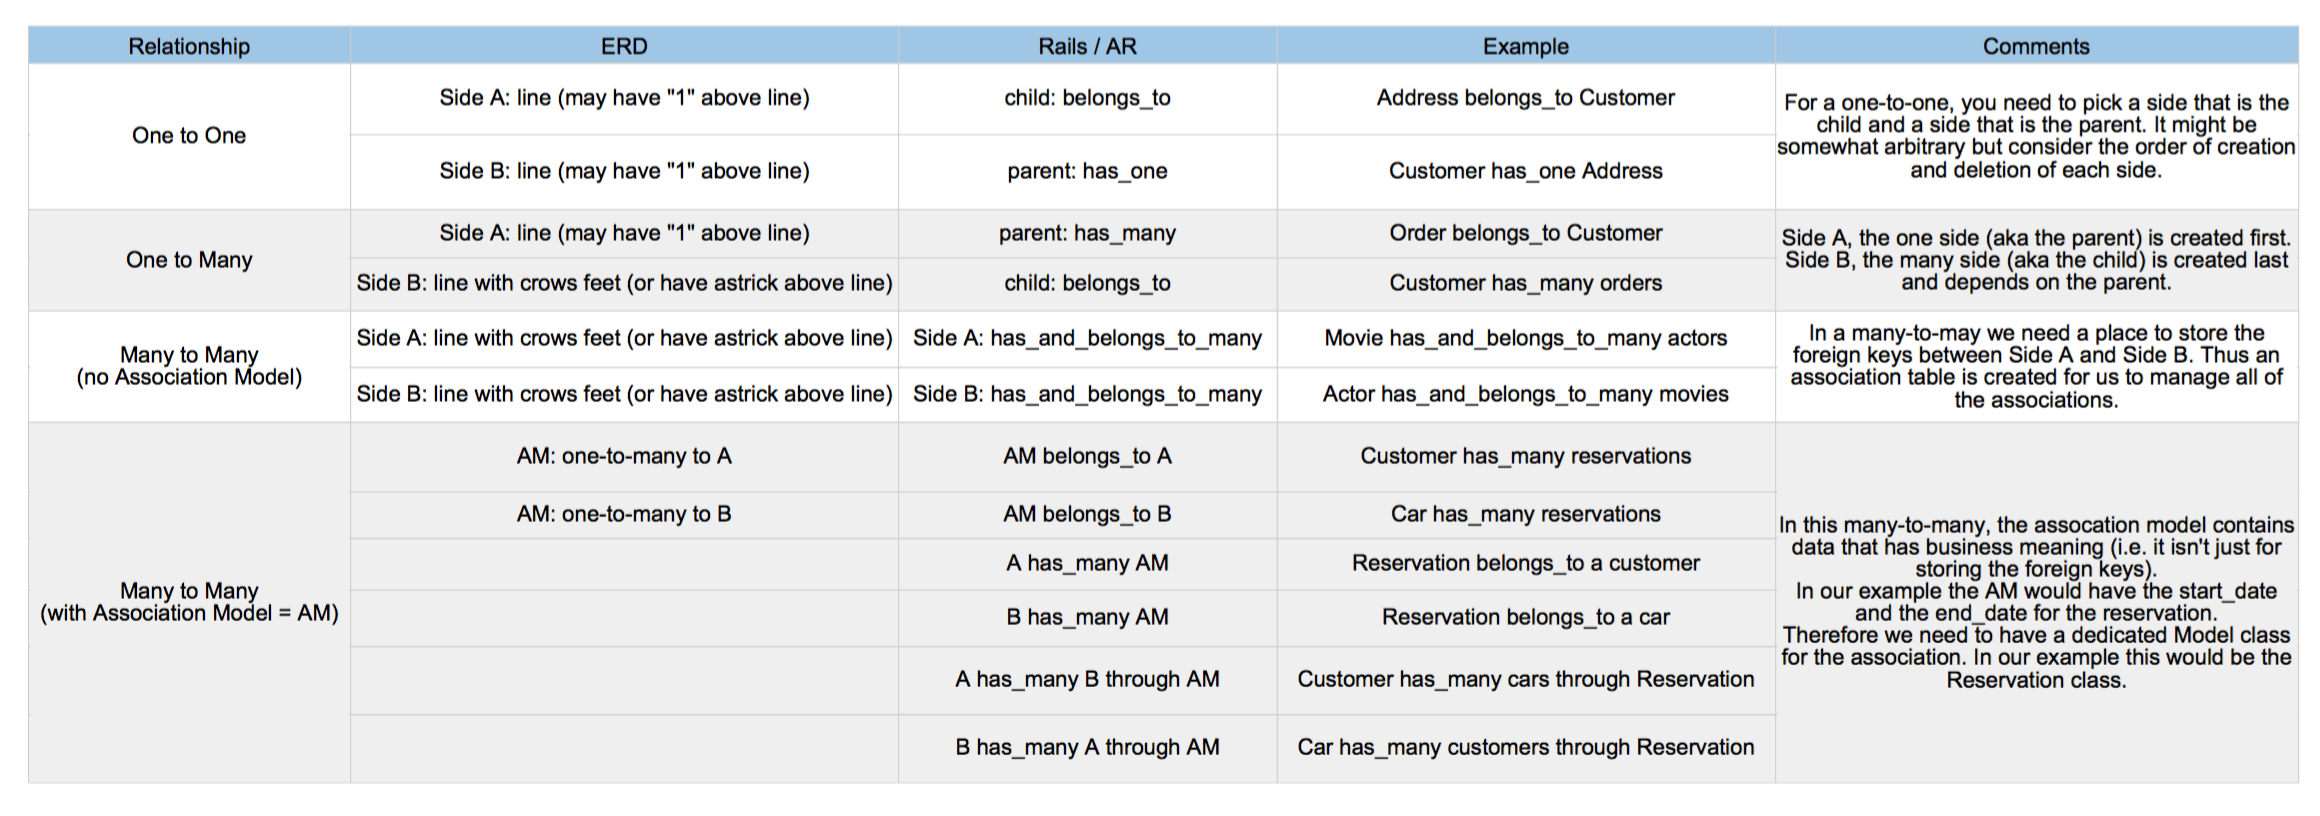 Relationship
ERD
Rails / AR
Example
Comments
One to One
Side A: line (may have "1" above line)
child: belongs_to
Address belongs_to Customer
Side B: line (may have "1" above line)
parent: has_one
Customer has_one Address
For a one-to-one, you need to pick a side that is the
child and a side that is the parent. It might be
somewhat arbitrary but consider the order of creation
and deletion of each side.
One to Many
Side A: line (may have "1" above line)
parent: has_many
Order belongs_to Customer
Side B: line with crows feet (or have astrick above line)
child: belongs_to
Customer has_many orders
Side A, the one side (aka the parent) is created first.
Side B, the many side (aka the child) is created last
and depends on the parent.
Many to Many
(no Association Model)
Side A: line with crows feet (or have astrick above line)
Side A: has_and_belongs_to_many
Movie has_and_belongs_to_many actors
Side B: line with crows feet (or have astrick above line)
Side B: has_and_belongs_to_many
Actor has_and_belongs_to_many movies
In a many-to-may we need a place to store the
foreign keys between Side A and Side B. Thus an
association table is created for us to manage all of
the associations.
Many to Many
(with Association Model = AM)
AM: one-to-many to A
AM belongs_to A
Customer has_many reservations
AM: one-to-many to B
AM belongs_to B
Car has_many reservations
A has_many AM
Reservation belongs_to a customer
B has_many AM
Reservation belongs_to a car
A has_many B through AM
Customer has_many cars through Reservation
B has_many A through AM
Car has_many customers through Reservation
In this many-to-many, the assocation model contains
data that has business meaning (i.e. it isn't just for
storing the foreign keys).
In our example the AM would have the start_date
and the end_date for the reservation.
Therefore we need to have a dedicated Model class
for the association. In our example this would be the
Reservation class.